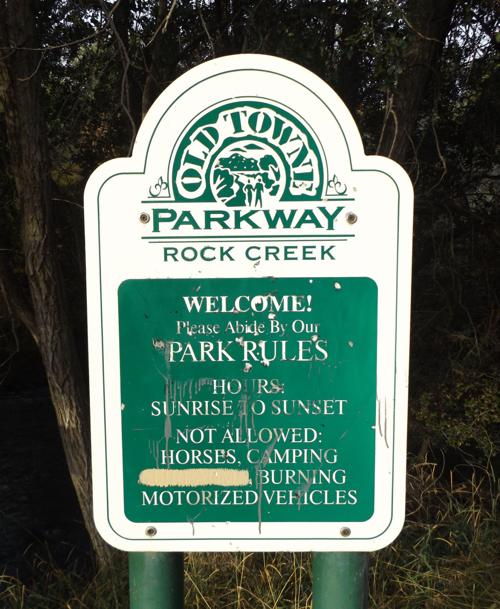 OLD TOWNE
PARKWAY
ROCK CREEK
WELCOME!
Please Abide By Our
PARK RULES
HOURS:
SUNRISE TO SUNSET
NOT ALLOWED:
HORSES, CAMPING
BURNING
MOTORIZED VEHICLES